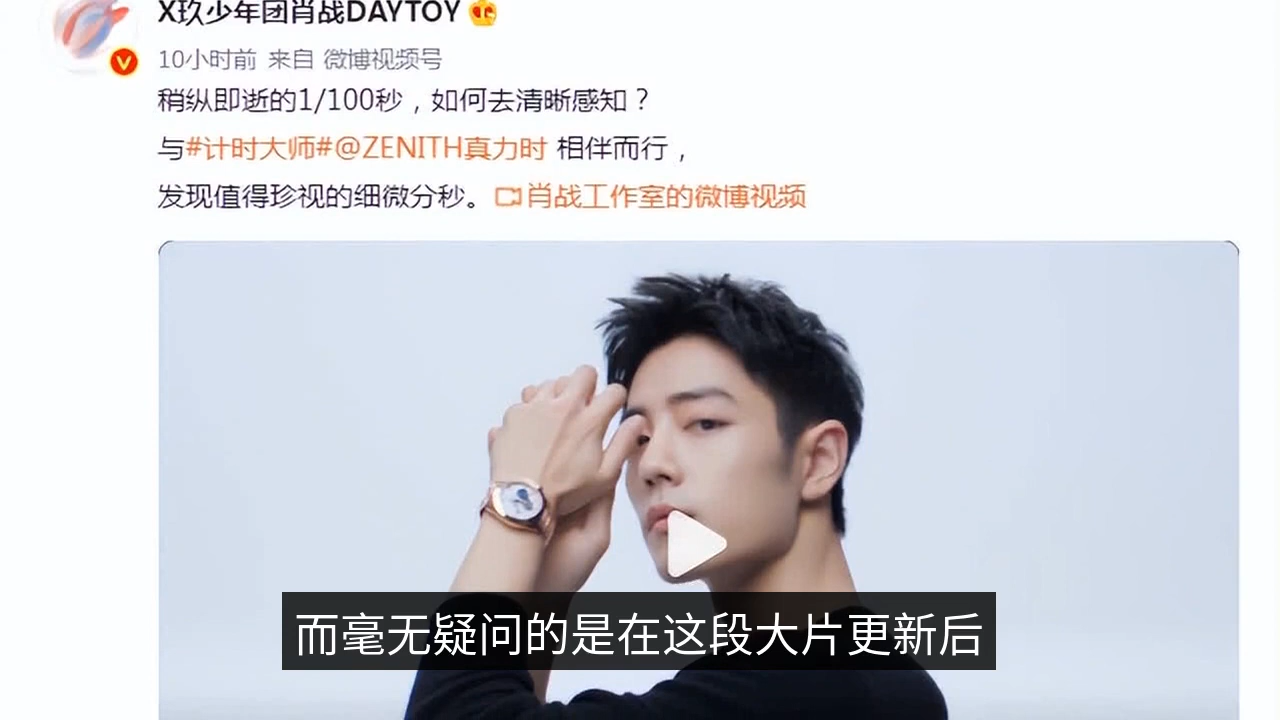 X玖少年团肖战DAYTOY
10小时前 来自 微博视频号
稍纵即逝的1/100秒，如何去清晰感知？
与#计时大师#@ZENITH真力时 相伴而行，
发现值得珍视的细微分秒。肖战工作室的微博视频
而毫无疑问的是在这段大片更新后